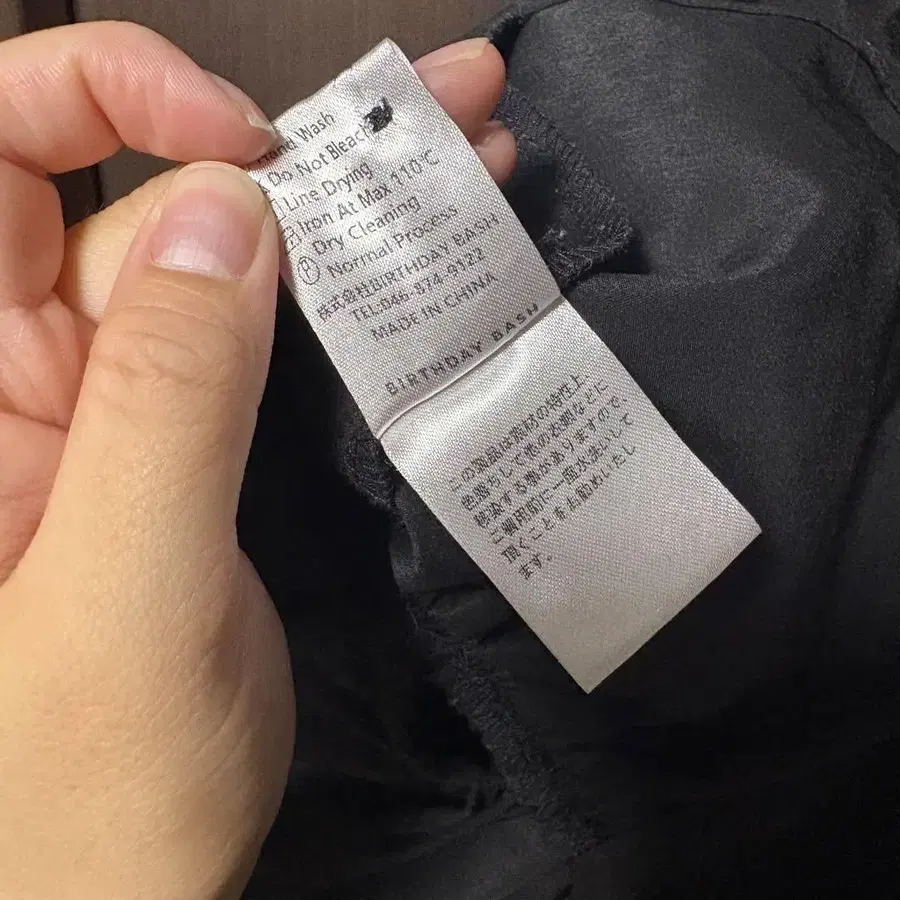 Hand Wash
Do Not Bleach
Line Drying
Iron At Max 110℃
Dry Cleaning
Ⓟ Normal Process
株式会社BIRTHDAY BASH
TEL:046-874-9122
MADE IN CHINA
BIRTHDAY BASH
この製品は素材の特性上、
色落ちして他の衣類などに
移染する事がありますので、
ご着用前に一度水洗いして
頂くことをお勧めいたし
ます。